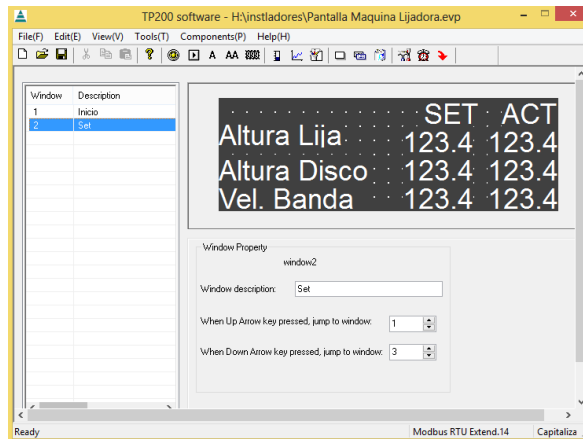 TP200 software - H:\instladores\Pantalla Maquina Lijadora.evp
File(F) Edit(E) View(V) Tools(T) Components(P) Help(H)
A AA
Window Description
1 Inicio
2 Set
SET ACT
Altura Lija 123.4 123.4
Altura Disco 123.4 123.4
Vel. Banda 123.4 123.4
Window Property
window2
Window description: Set
When Up Arrow key pressed, jump to window: 1
When Down Arrow key pressed, jump to window: 3
Ready Modbus RTU Extend.14 Capitaliza